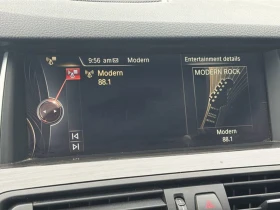 9:56 am Modern
Entertainment details
Modern
88.1
MODERN ROCK
Modern
88.1